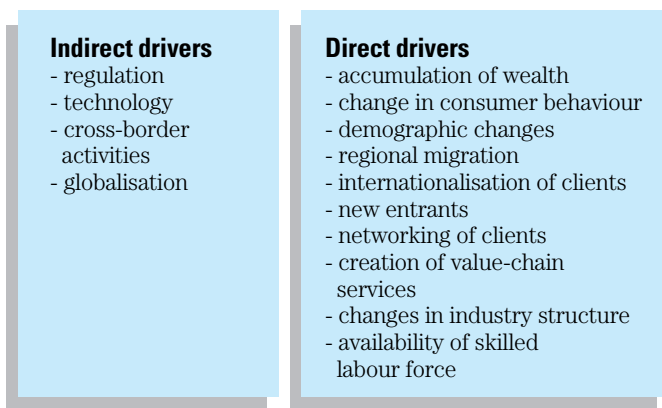 Indirect drivers
- regulation
- technology
- cross-border
activities
- globalisation
Direct drivers
- accumulation of wealth
- change in consumer behaviour
- demographic changes
- regional migration
- internationalisation of clients
- new entrants
- networking of clients
- creation of value-chain
services
- changes in industry structure
- availability of skilled
labour force